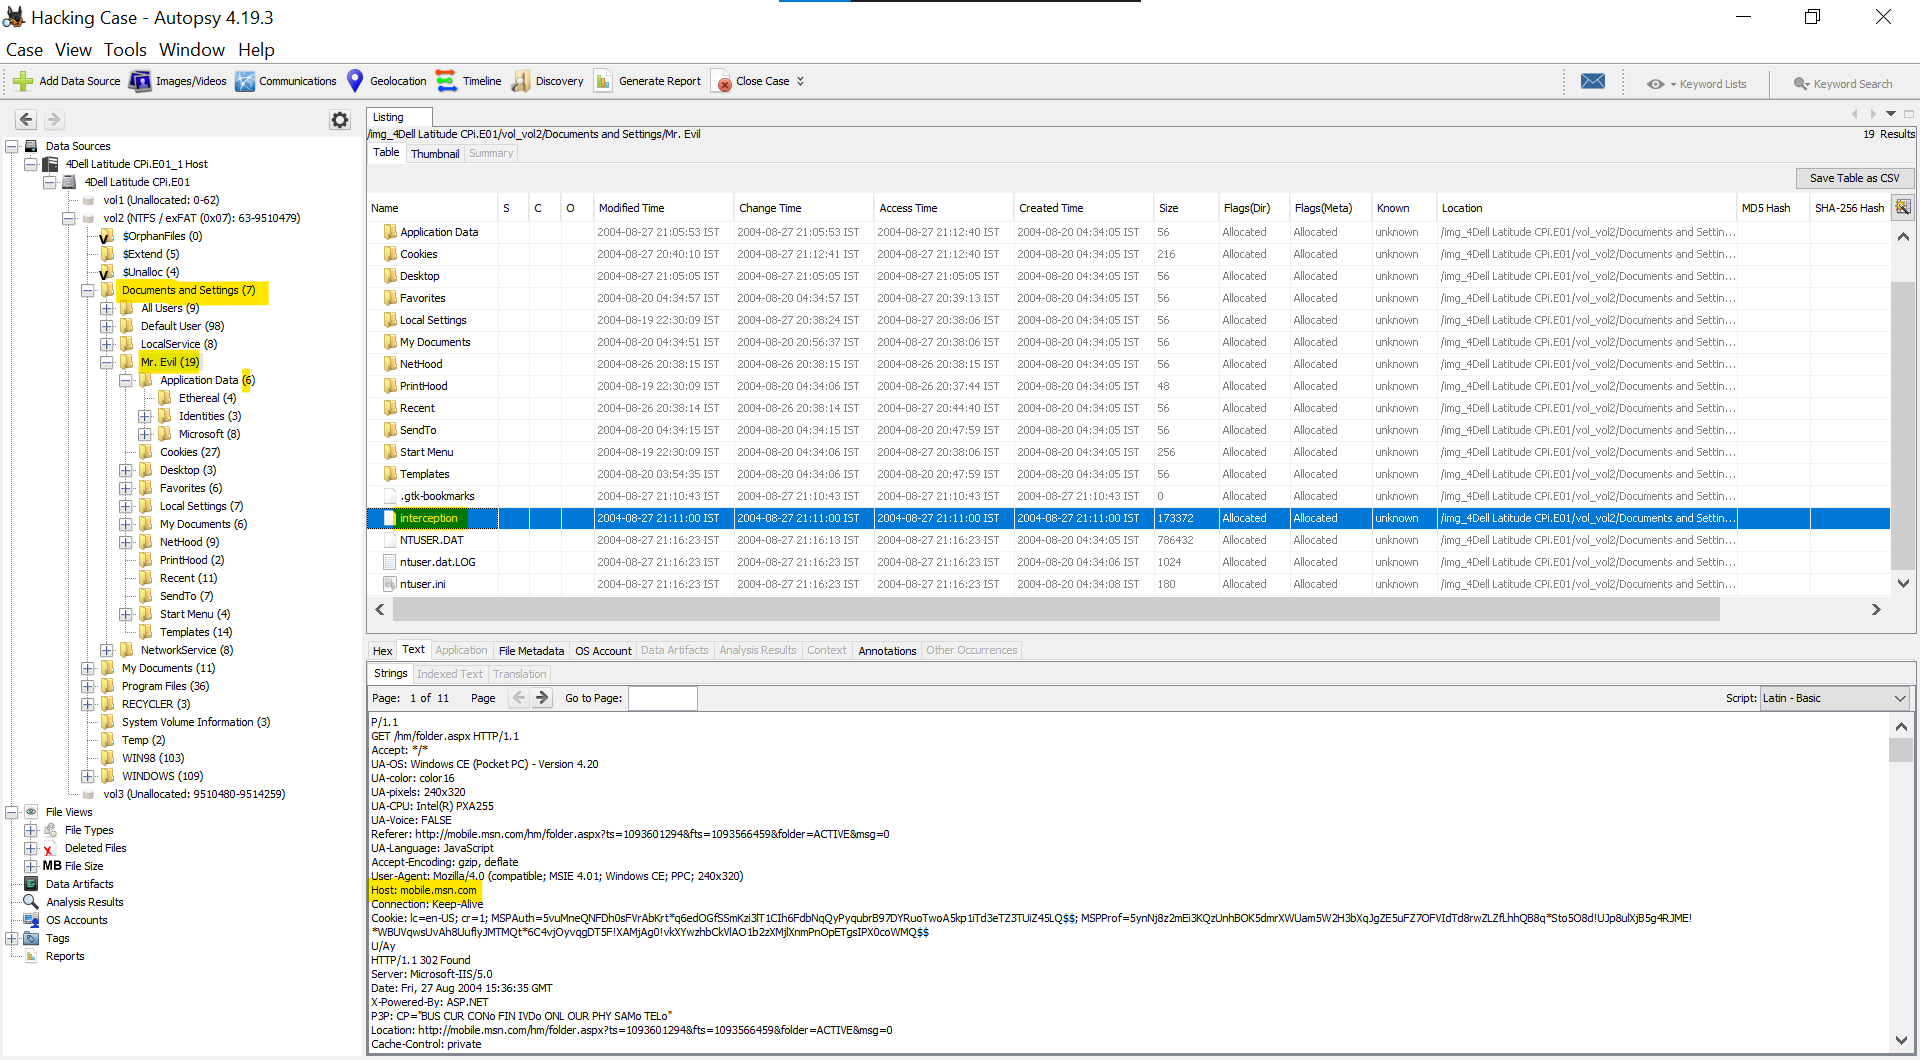 Hacking Case - Autopsy 4.19.3
Case View Tools Window Help
Add Data Source Images/Videos Communications Geolocation Timeline Discovery Generate Report Close Case Keyword Lists Keyword Search
Data Sources
4Dell Latitude CPi.E01_1 Host
4Dell Latitude CPi.E01
vol1 (Unallocated: 0-62)
vol2 (NTFS / exFAT (0x07): 63-9510479)
$OrphanFiles (0)
$Extend (5)
$Unalloc (4)
Documents and Settings (7)
All Users (9)
Default User (98)
LocalService (8)
Mr. Evil (19)
Application Data (6)
Ethereal (4)
Identities (3)
Microsoft (8)
Cookies (27)
Desktop (3)
Favorites (6)
Local Settings (7)
My Documents (6)
NetHood (9)
PrintHood (2)
Recent (11)
SendTo (7)
Start Menu (4)
Templates (14)
NetworkService (8)
My Documents (11)
Program Files (36)
RECYCLER (3)
System Volume Information (3)
Temp (2)
WIN98 (103)
WINDOWS (109)
vol3 (Unallocated: 9510480-9514259)
File Views
File Types
Deleted Files
MB File Size
Data Artifacts
Analysis Results
OS Accounts
Tags
Reports
Listing
/img_4Dell Latitude CPi.E01/vol_vol2/Documents and Settings/Mr. Evil
19 Results
Table Thumbnail Summary
Save Table as CSV
Name S C O Modified Time Change Time Access Time Created Time Size Flags(Dir) Flags(Meta) Known Location MD5 Hash SHA-256 Hash
Application Data 2004-08-27 21:05:53 IST 2004-08-27 21:05:53 IST 2004-08-27 21:12:40 IST 2004-08-20 04:34:05 IST 56 Allocated Allocated unknown /img_4Dell Latitude CPi.E01/vol_vol2/Documents and Settin...
Cookies 2004-08-27 20:40:10 IST 2004-08-27 21:12:41 IST 2004-08-27 21:12:40 IST 2004-08-20 04:34:05 IST 216 Allocated Allocated unknown /img_4Dell Latitude CPi.E01/vol_vol2/Documents and Settin...
Desktop 2004-08-27 21:05:05 IST 2004-08-27 21:05:05 IST 2004-08-27 21:05:05 IST 2004-08-20 04:34:05 IST 56 Allocated Allocated unknown /img_4Dell Latitude CPi.E01/vol_vol2/Documents and Settin...
Favorites 2004-08-20 04:34:57 IST 2004-08-20 04:34:57 IST 2004-08-27 20:39:13 IST 2004-08-20 04:34:05 IST 56 Allocated Allocated unknown /img_4Dell Latitude CPi.E01/vol_vol2/Documents and Settin...
Local Settings 2004-08-19 22:30:09 IST 2004-08-27 20:38:24 IST 2004-08-27 20:38:06 IST 2004-08-20 04:34:05 IST 56 Allocated Allocated unknown /img_4Dell Latitude CPi.E01/vol_vol2/Documents and Settin...
My Documents 2004-08-20 04:34:51 IST 2004-08-20 20:56:37 IST 2004-08-27 20:38:06 IST 2004-08-20 04:34:05 IST 56 Allocated Allocated unknown /img_4Dell Latitude CPi.E01/vol_vol2/Documents and Settin...
NetHood 2004-08-26 20:38:15 IST 2004-08-26 20:38:15 IST 2004-08-26 20:38:15 IST 2004-08-20 04:34:05 IST 56 Allocated Allocated unknown /img_4Dell Latitude CPi.E01/vol_vol2/Documents and Settin...
PrintHood 2004-08-19 22:30:09 IST 2004-08-20 04:34:06 IST 2004-08-26 20:37:44 IST 2004-08-20 04:34:05 IST 48 Allocated Allocated unknown /img_4Dell Latitude CPi.E01/vol_vol2/Documents and Settin...
Recent 2004-08-26 20:38:14 IST 2004-08-26 20:38:14 IST 2004-08-27 20:44:40 IST 2004-08-20 04:34:05 IST 56 Allocated Allocated unknown /img_4Dell Latitude CPi.E01/vol_vol2/Documents and Settin...
SendTo 2004-08-20 04:34:15 IST 2004-08-20 04:34:15 IST 2004-08-20 20:47:59 IST 2004-08-20 04:34:05 IST 56 Allocated Allocated unknown /img_4Dell Latitude CPi.E01/vol_vol2/Documents and Settin...
Start Menu 2004-08-19 22:30:09 IST 2004-08-20 04:34:06 IST 2004-08-27 20:38:06 IST 2004-08-20 04:34:05 IST 256 Allocated Allocated unknown /img_4Dell Latitude CPi.E01/vol_vol2/Documents and Settin...
Templates 2004-08-20 03:54:35 IST 2004-08-20 04:34:06 IST 2004-08-20 20:47:59 IST 2004-08-20 04:34:05 IST 56 Allocated Allocated unknown /img_4Dell Latitude CPi.E01/vol_vol2/Documents and Settin...
.gtk-bookmarks 2004-08-27 21:10:43 IST 2004-08-27 21:10:43 IST 2004-08-27 21:10:43 IST 2004-08-27 21:10:43 IST 0 Allocated Allocated unknown /img_4Dell Latitude CPi.E01/vol_vol2/Documents and Settin...
interception 2004-08-27 21:11:00 IST 2004-08-27 21:11:00 IST 2004-08-27 21:11:00 IST 2004-08-27 21:11:00 IST 173372 Allocated Allocated unknown /img_4Dell Latitude CPi.E01/vol_vol2/Documents and Settin...
NTUSER.DAT 2004-08-27 21:16:23 IST 2004-08-27 21:16:13 IST 2004-08-27 21:16:23 IST 2004-08-20 04:34:05 IST 786432 Allocated Allocated unknown /img_4Dell Latitude CPi.E01/vol_vol2/Documents and Settin...
ntuser.dat.LOG 2004-08-27 21:16:23 IST 2004-08-27 21:16:23 IST 2004-08-27 21:16:23 IST 2004-08-20 04:34:06 IST 1024 Allocated Allocated unknown /img_4Dell Latitude CPi.E01/vol_vol2/Documents and Settin...
ntuser.ini 2004-08-27 21:16:23 IST 2004-08-27 21:16:23 IST 2004-08-27 21:16:23 IST 2004-08-20 04:34:08 IST 180 Allocated Allocated unknown /img_4Dell Latitude CPi.E01/vol_vol2/Documents and Settin...
Hex Text Application File Metadata OS Account Data Artifacts Analysis Results Context Annotations Other Occurrences
Strings Indexed Text Translation
Page: 1 of 11 Page Go to Page: Script: Latin - Basic
P/1.1
GET /hm/folder.aspx HTTP/1.1
Accept: */*
UA-OS: Windows CE (Pocket PC) - Version 4.20
UA-color: color16
UA-pixels: 240x320
UA-CPU: Intel(R) PXA255
UA-Voice: FALSE
Referer: http://mobile.msn.com/hm/folder.aspx?ts=1093601294&fts=1093566459&folder=ACTIVE&msg=0
UA-Language: JavaScript
Accept-Encoding: gzip, deflate
User-Agent: Mozilla/4.0 (compatible; MSIE 4.01; Windows CE; PPC; 240x320)
Host: mobile.msn.com
Connection: Keep-Alive
Cookie: lc=en-US; cr=1;
U/Ay
HTTP/1.1 302 Found
Server: Microsoft-IIS/5.0
Date: Fri, 27 Aug 2004 15:36:35 GMT
X-Powered-By: ASP.NET
P3P: CP="BUS CUR CONo FIN IVDo ONL OUR PHY SAMo TELo"
Location: http://mobile.msn.com/hm/folder.aspx?ts=1093601294&fts=1093566459&folder=ACTIVE&msg=0
Cache-Control: private